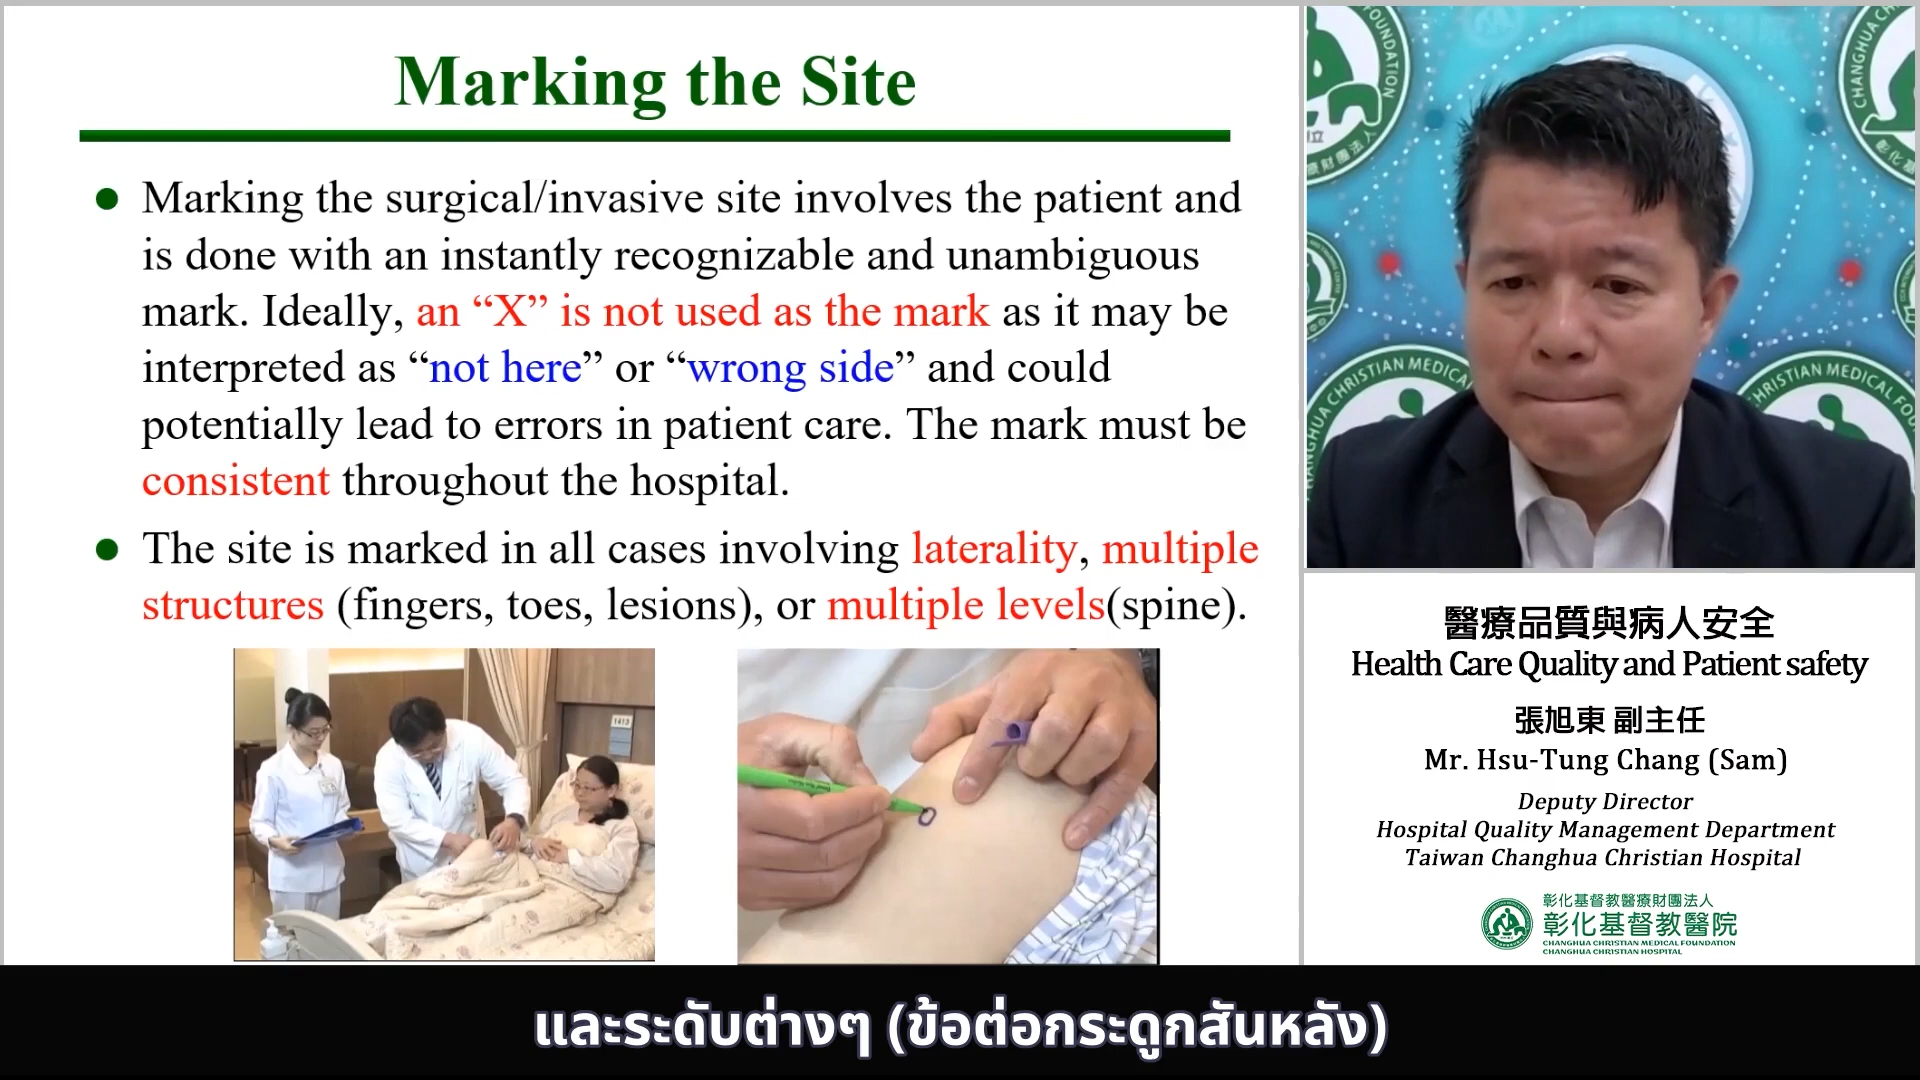 Marking the Site
● Marking the surgical/invasive site involves the patient and
is done with an instantly recognizable and unambiguous
mark. Ideally, an “X” is not used as the mark as it may be
interpreted as “not here” or “wrong side” and could
potentially lead to errors in patient care. The mark must be
consistent throughout the hospital.
● The site is marked in all cases involving laterality, multiple
structures (fingers, toes, lesions), or multiple levels(spine).
1413
醫療品質與病人安全
Health Care Quality and Patient safety
張旭東 副主任
Mr. Hsu-Tung Chang (Sam)
Deputy Director
Hospital Quality Management Department
Taiwan Changhua Christian Hospital
彰化基督教醫療財團法人
彰化基督教醫院
CHANGHUA CHRISTIAN MEDICAL FOUNDATION
CHANGHUA CHRISTIAN HOSPITAL
และระดับต่างๆ (ข้อต่อกระดูกสันหลัง)